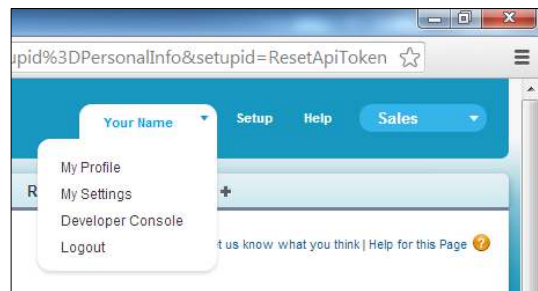 upid%3DPersonalInfo&setupid=ResetApiToken
Your Name Setup Help Sales
My Profile
R
My Settings
Developer Console
t us know what you think | Help for this Page
Logout